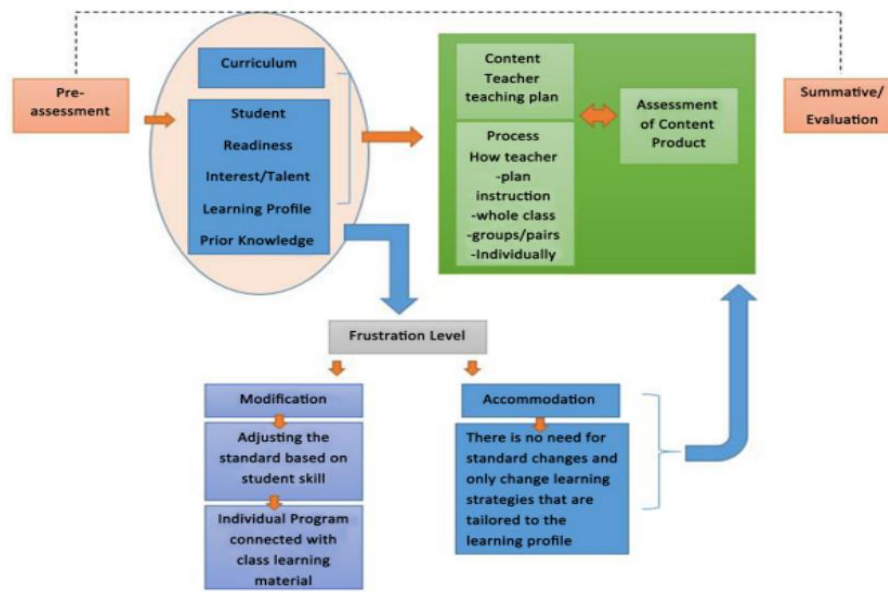 Pre-
assessment
Curriculum
Student
Readiness
Interest/Talent
Learning Profile
Prior Knowledge
Content
Teacher
teaching plan
Process
How teacher
-plan
instruction
-whole class
-groups/pairs
-Individually
Assessment
of Content
Product
Summative/
Evaluation
Frustration Level
Modification
Adjusting the
standard based on
student skill
Individual Program
connected with
class learning
material
Accommodation
There is no need for
standard changes and
only change learning
strategies that are
tailored to the
learning profile